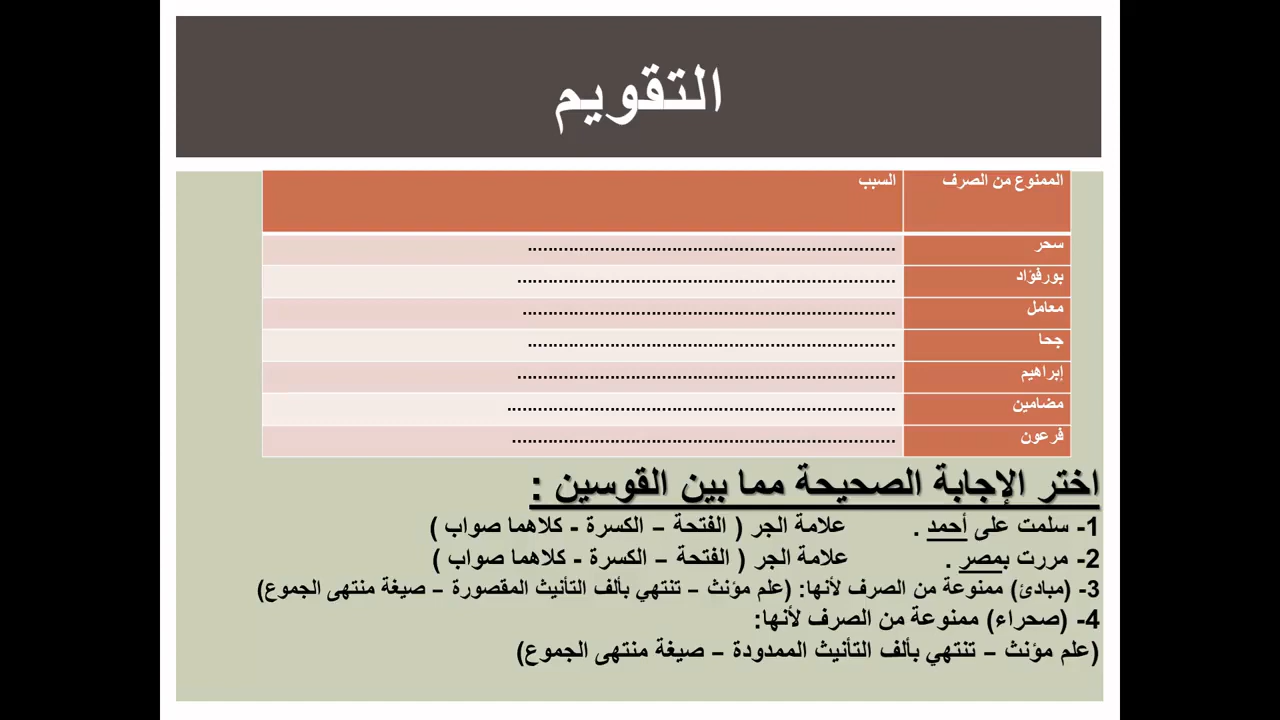 التقويم
الممنوع من الصرف السبب
سحر ......................................................................
بورفؤاد ........................................................................
معامل .......................................................................
جحا ......................................................................
إبراهيم ........................................................................
مضامين ..........................................................................
فرعون .........................................................................
اختر الإجابة الصحيحة مما بين القوسين :
1- سلمت على أحمد . علامة الجر ( الفتحة – الكسرة - كلاهما صواب )
2- مررت بمصر . علامة الجر ( الفتحة – الكسرة - كلاهما صواب )
3- (مبادئ) ممنوعة من الصرف لأنها: (علم مؤنث – تنتهي بألف التأنيث المقصورة – صيغة منتهى الجموع)
4- (صحراء) ممنوعة من الصرف لأنها:
(علم مؤنث – تنتهي بألف التأنيث الممدودة – صيغة منتهى الجموع)